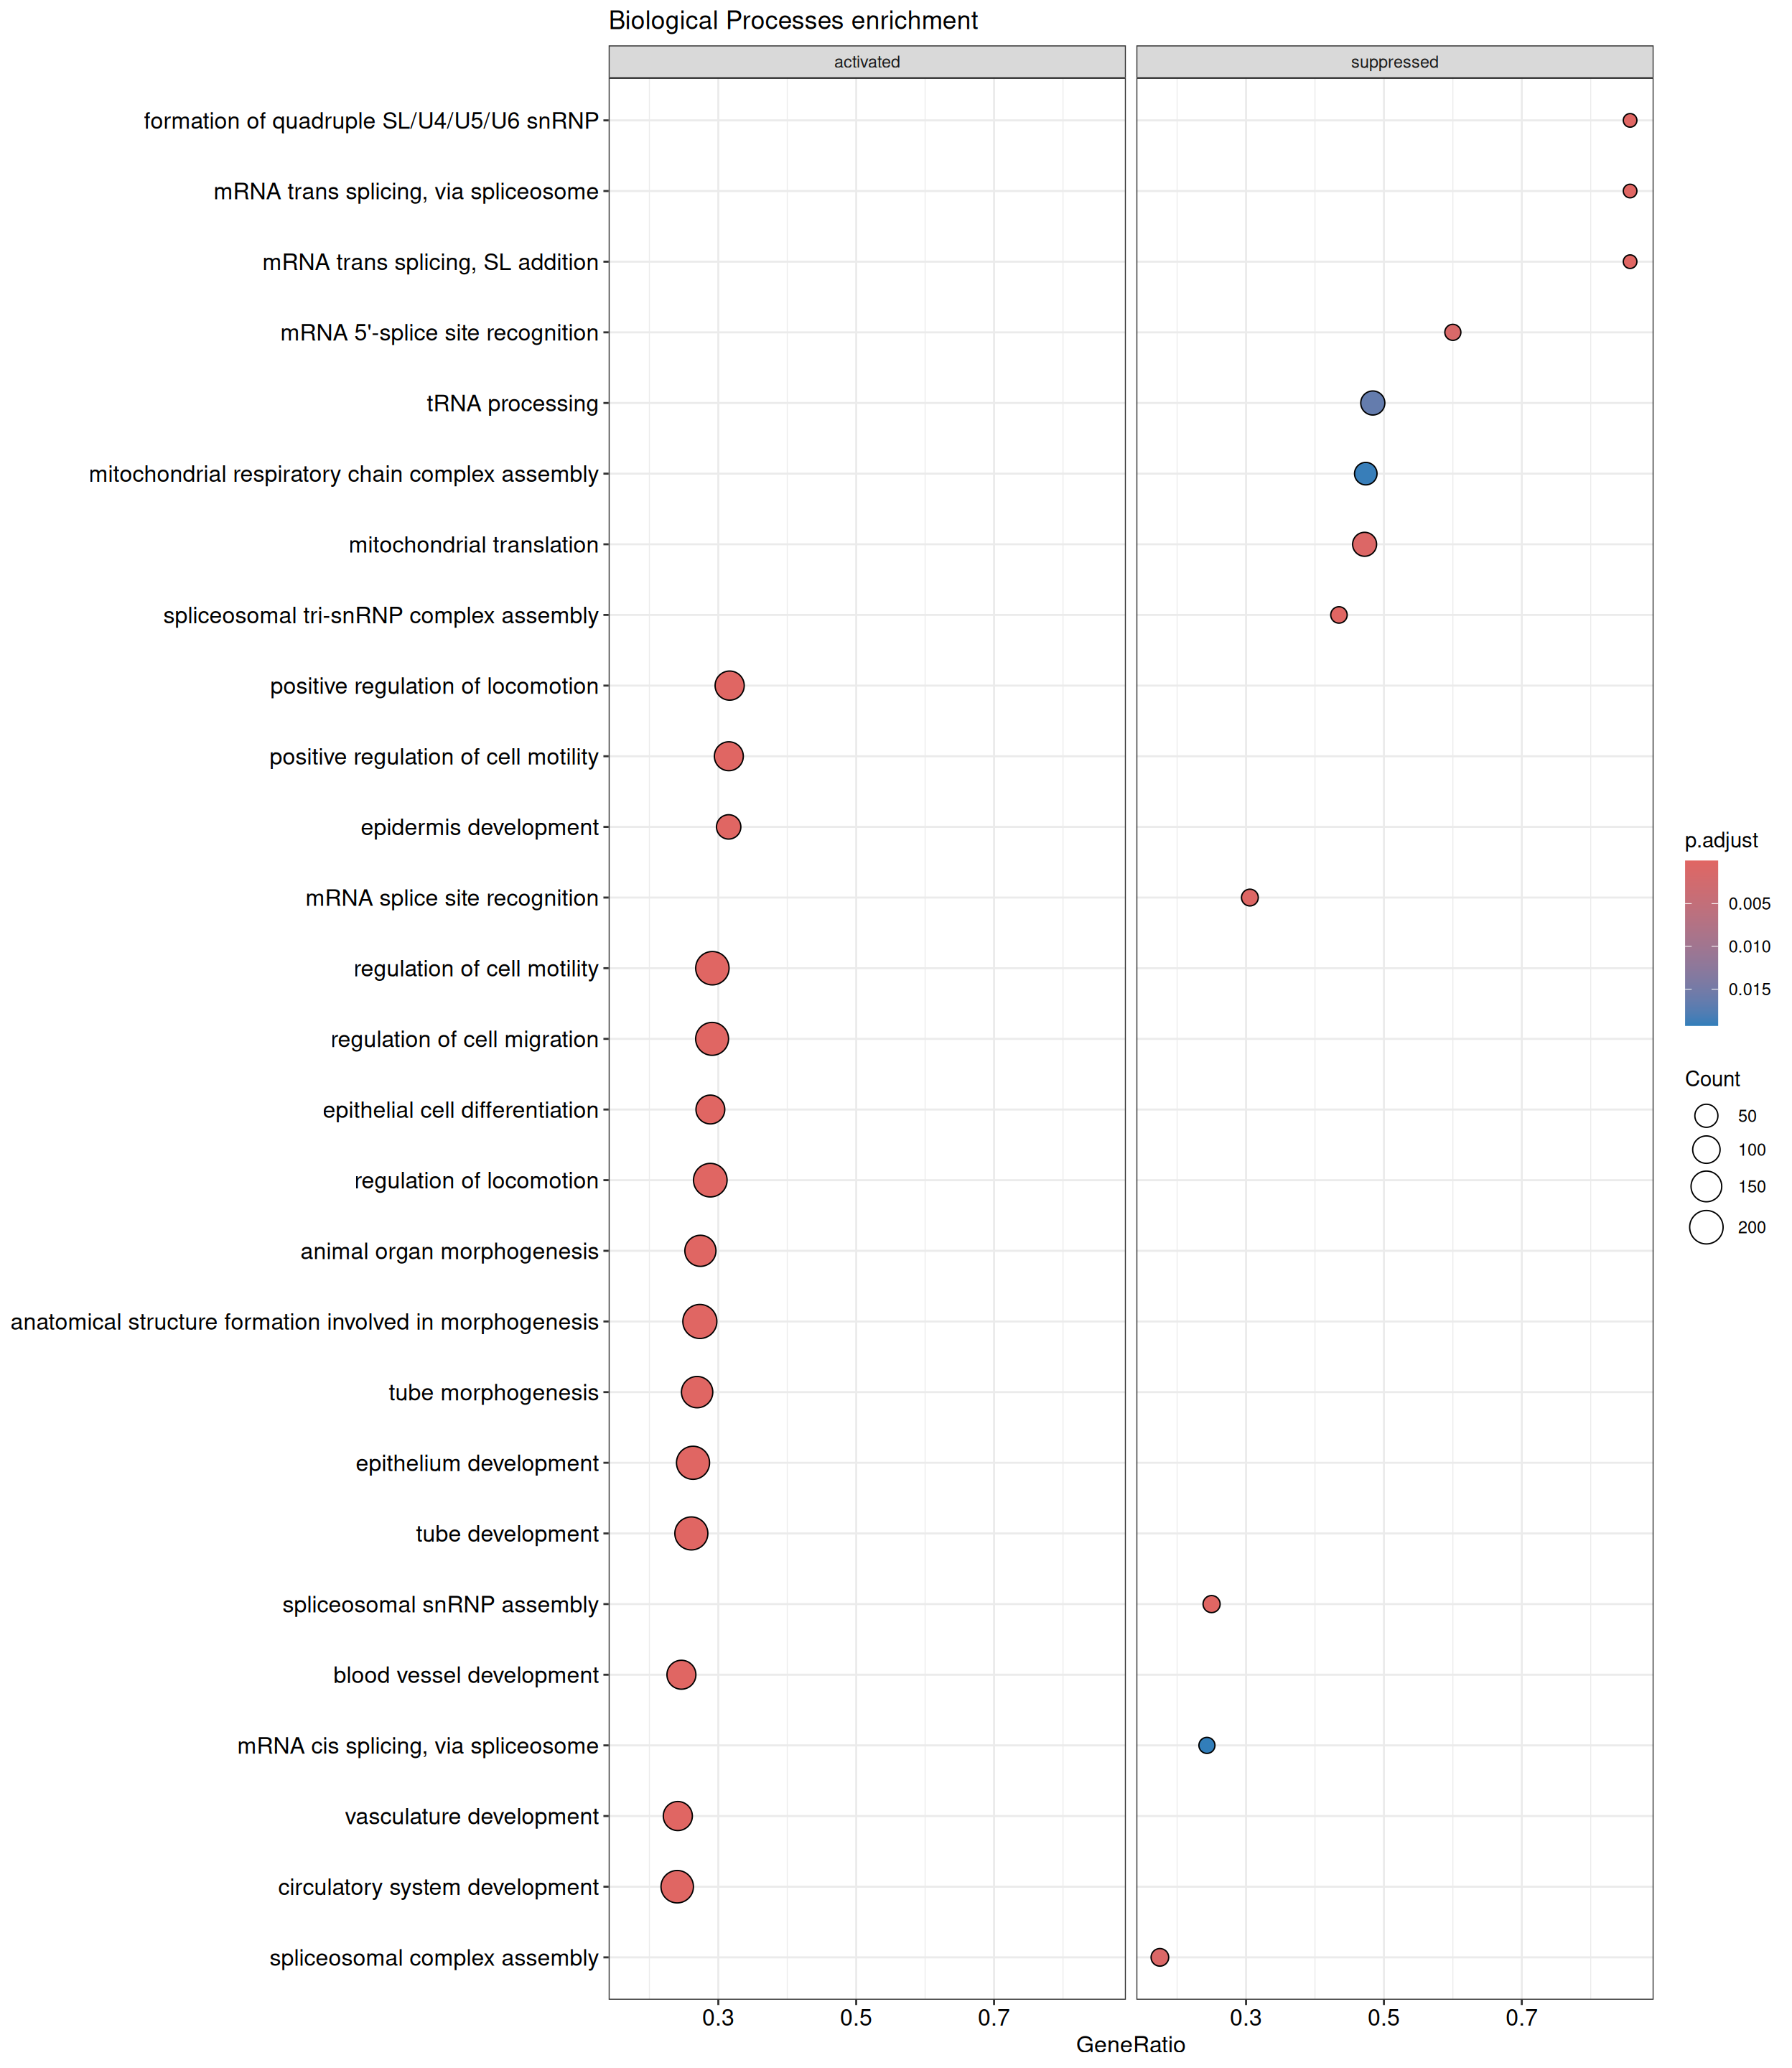 Biological Processes enrichment
activated
suppressed
formation of quadruple SL/U4/U5/U6 snRNP
mRNA trans splicing, via spliceosome
mRNA trans splicing, SL addition
mRNA 5'-splice site recognition
tRNA processing
mitochondrial respiratory chain complex assembly
mitochondrial translation
spliceosomal tri-snRNP complex assembly
positive regulation of locomotion
positive regulation of cell motility
epidermis development
mRNA splice site recognition
regulation of cell motility
regulation of cell migration
epithelial cell differentiation
regulation of locomotion
animal organ morphogenesis
anatomical structure formation involved in morphogenesis
tube morphogenesis
epithelium development
tube development
spliceosomal snRNP assembly
blood vessel development
mRNA cis splicing, via spliceosome
vasculature development
circulatory system development
spliceosomal complex assembly
0.3 0.5 0.7
0.3 0.5 0.7
GeneRatio
p.adjust
0.005
0.010
0.015
Count
50
100
150
200